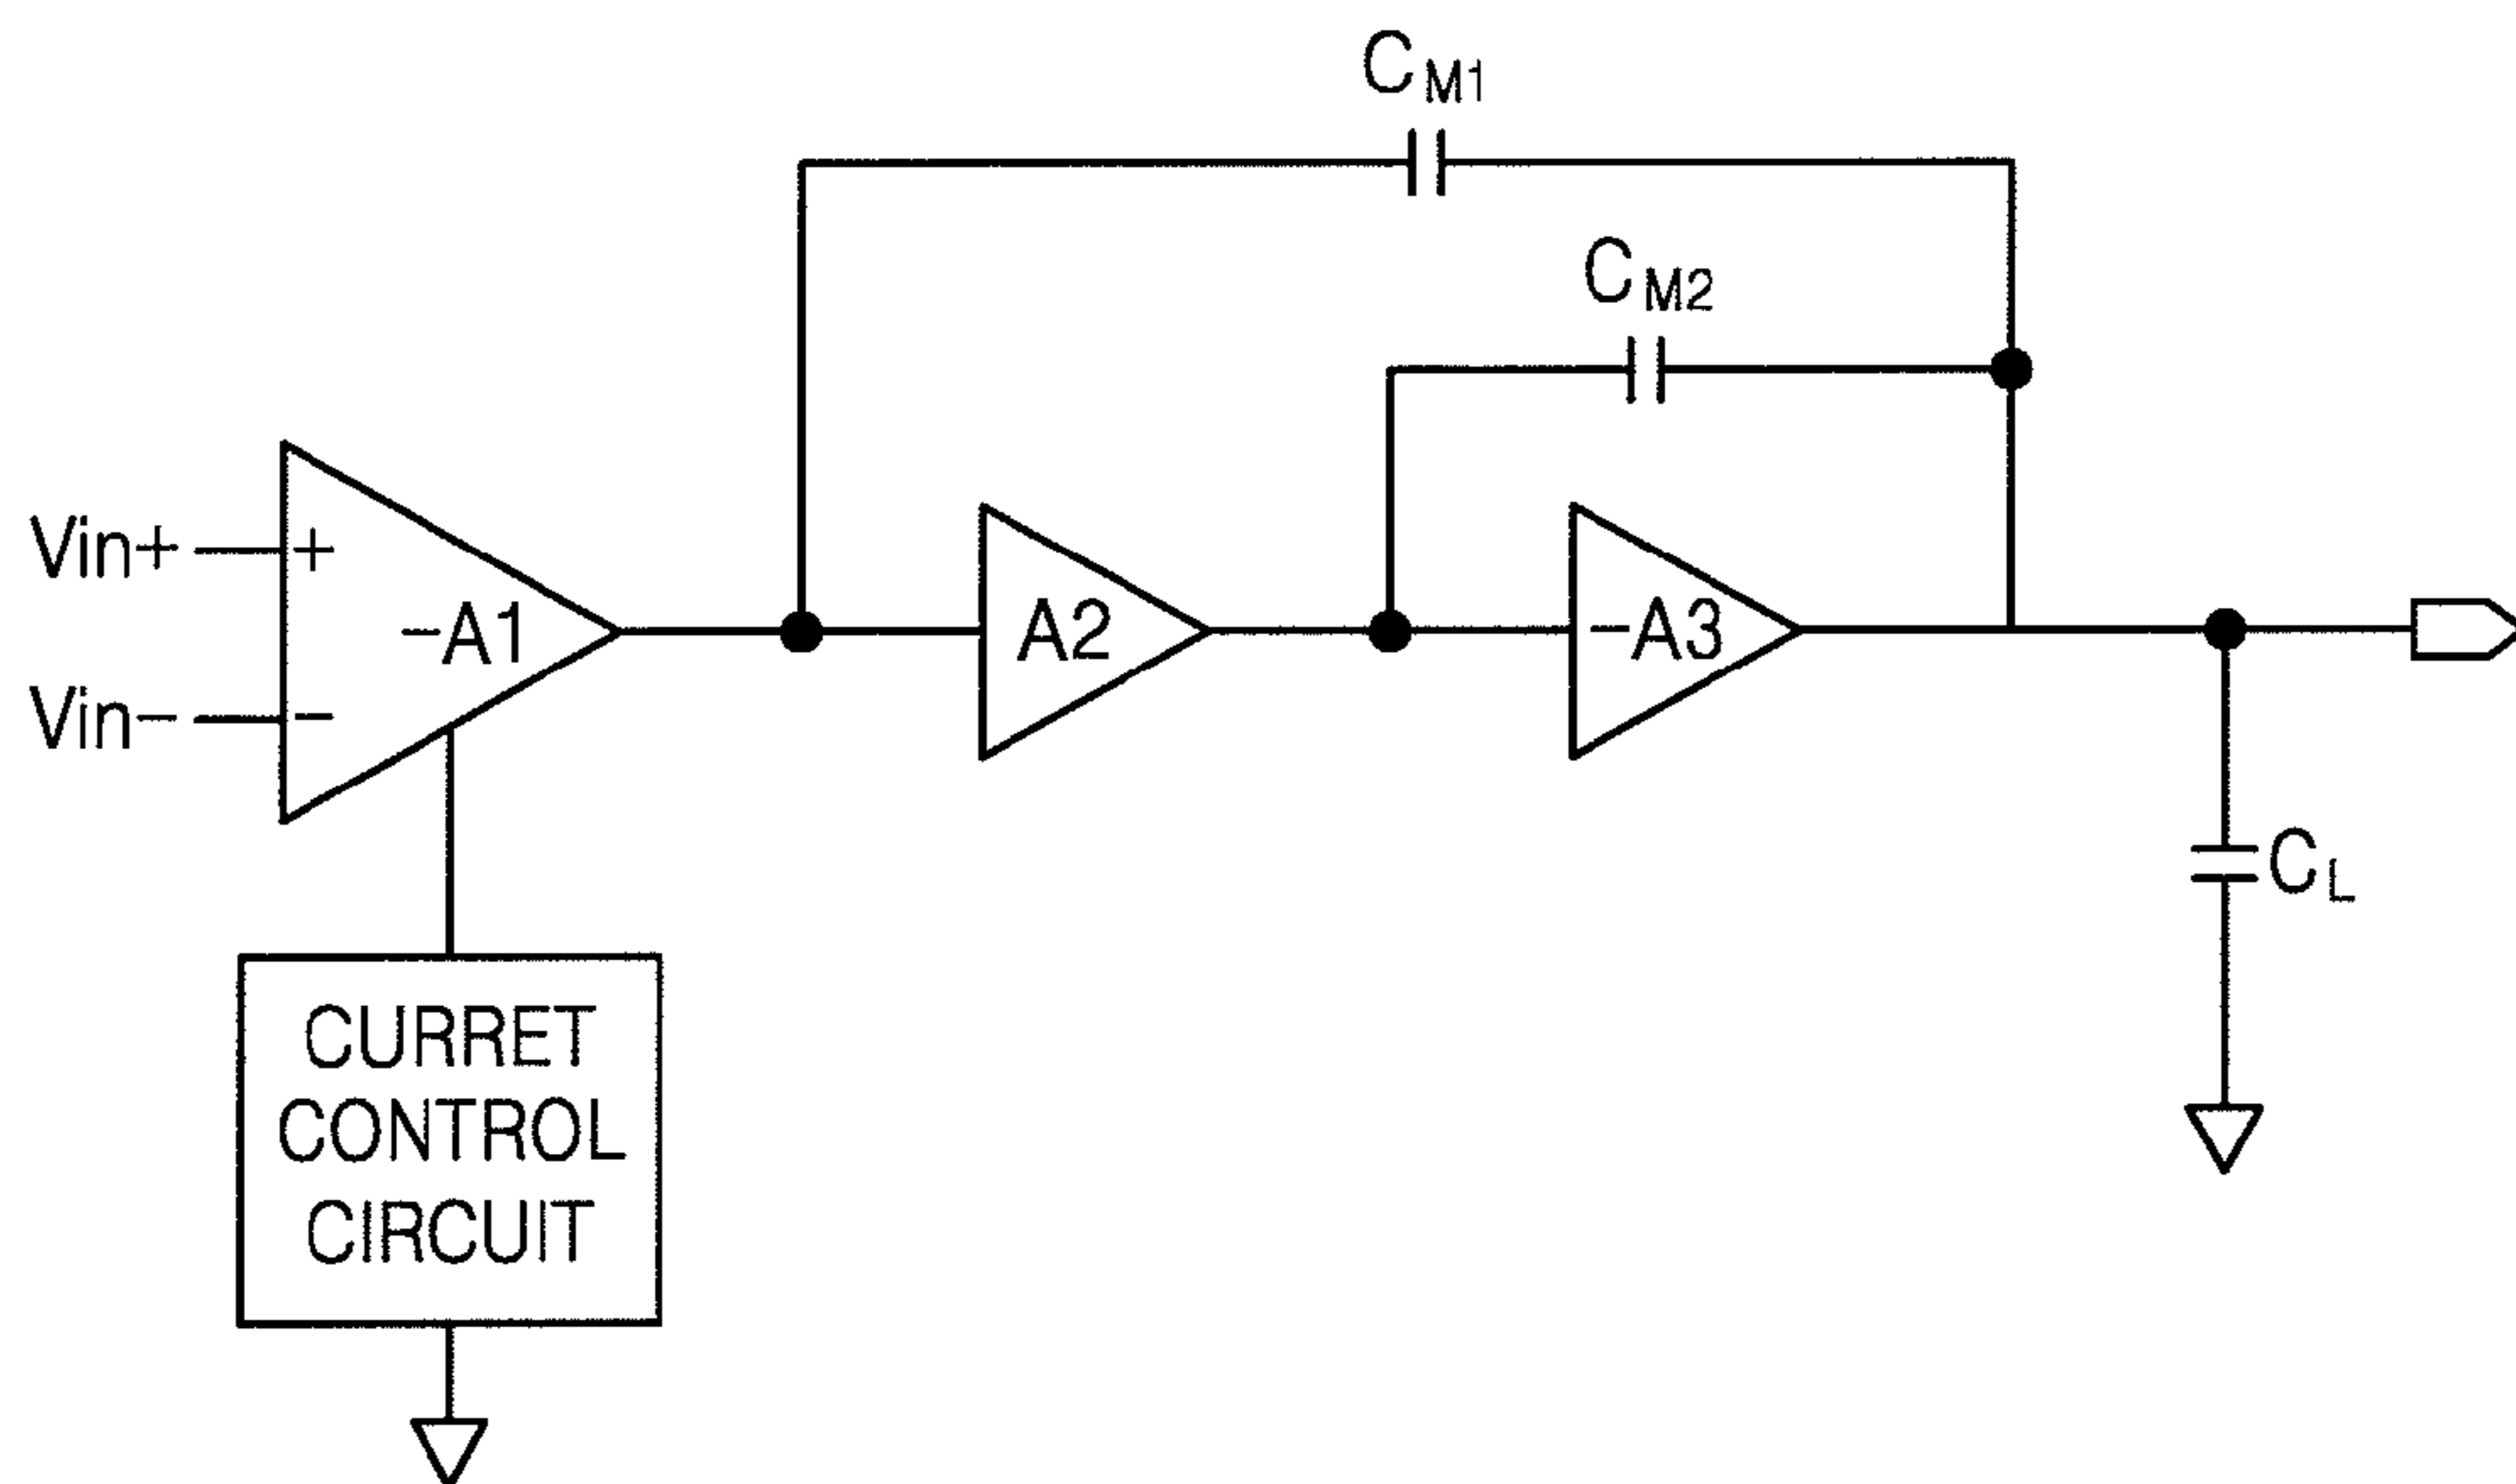 CM1
CM2
Vin+
+
-A1
A2
-A3
Vin-
-
CL
CURRET
CONTROL
CIRCUIT